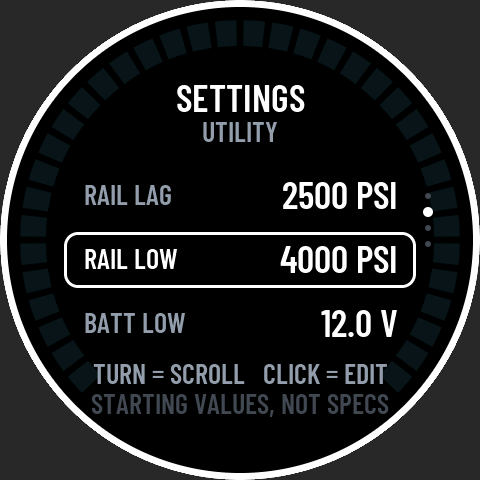 SETTINGS
UTILITY
RAIL LAG 2500 PSI
RAIL LOW 4000 PSI
BATT LOW 12.0 V
TURN = SCROLL CLICK = EDIT
STARTING VALUES, NOT SPECS